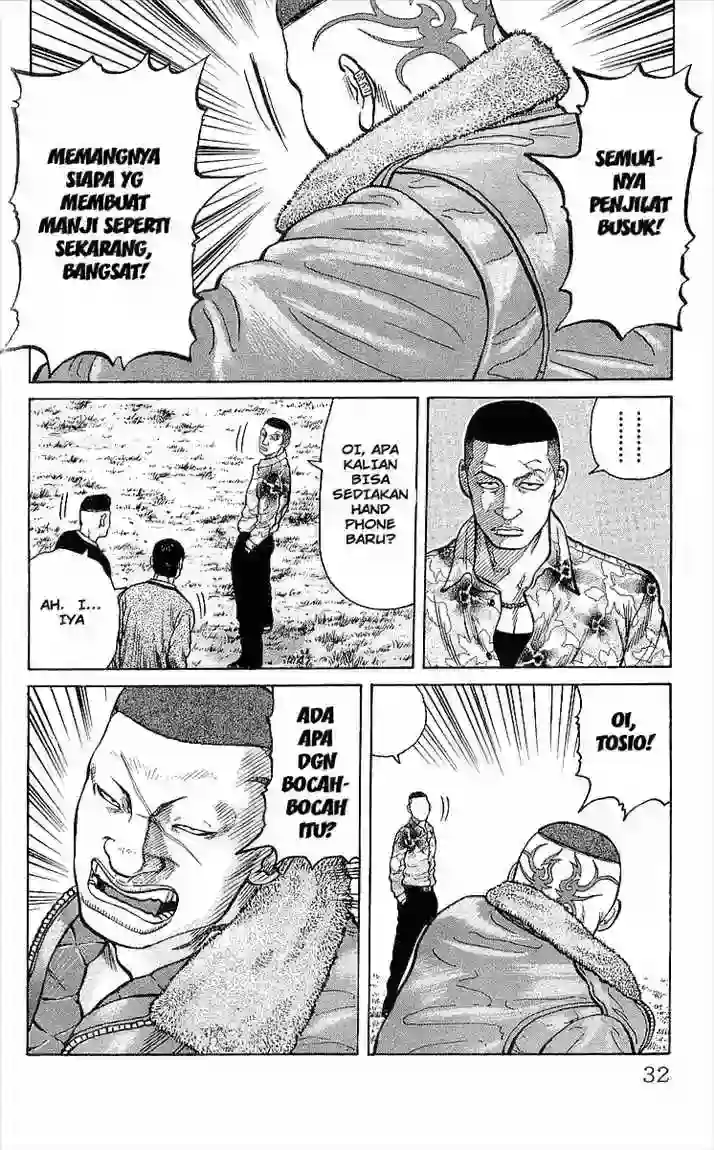 SEMUA-
NYA
PENJILAT
BUSUK!
MEMANGNYA
SIAPA YG
MEMBUAT
MANJI SEPERTI
SEKARANG,
BANGSAT!
.......
OI, APA
KALIAN
BISA
SEDIAKAN
HAND
PHONE
BARU?
AH. I...
IYA
OI,
TOSIO!
ADA
APA
DGN
BOCAH-
BOCAH
ITU?
32